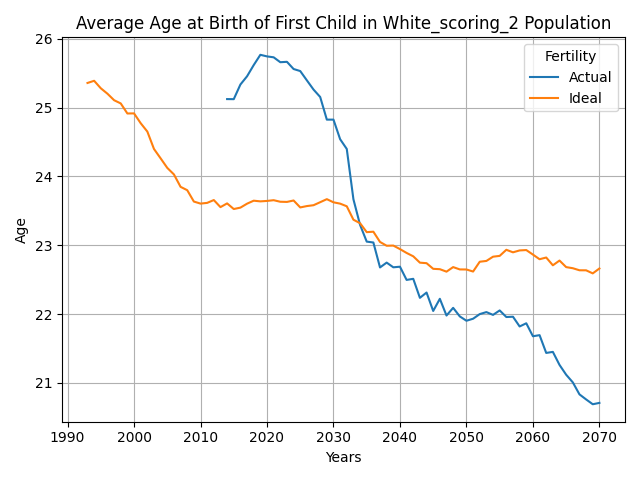 Average Age at Birth of First Child in White_scoring_2 Population
26
25
24
23
22
21
Age
Fertility
Actual
Ideal
1990 2000 2010 2020 2030 2040 2050 2060 2070
Years